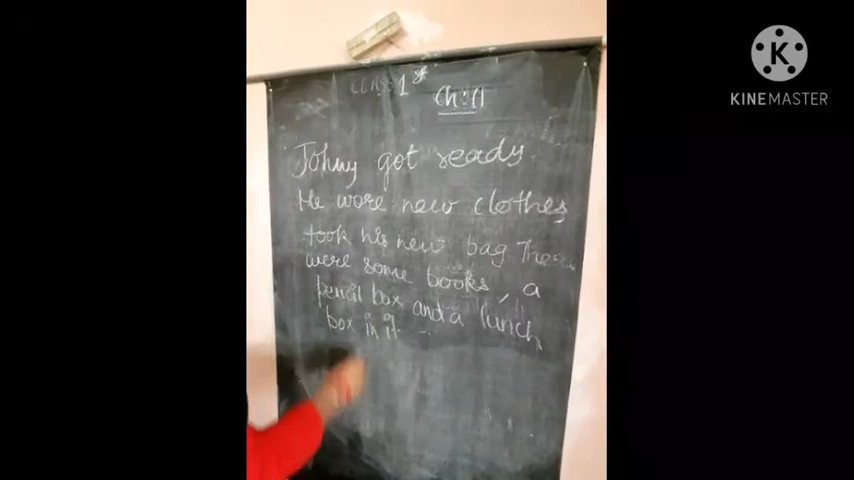 CLASS 1st
Ch:11
Johny got ready.
He wore new clothes
took his new bag There
were some books, a
pencil box and a lunch
box in it
K
KINEMASTER